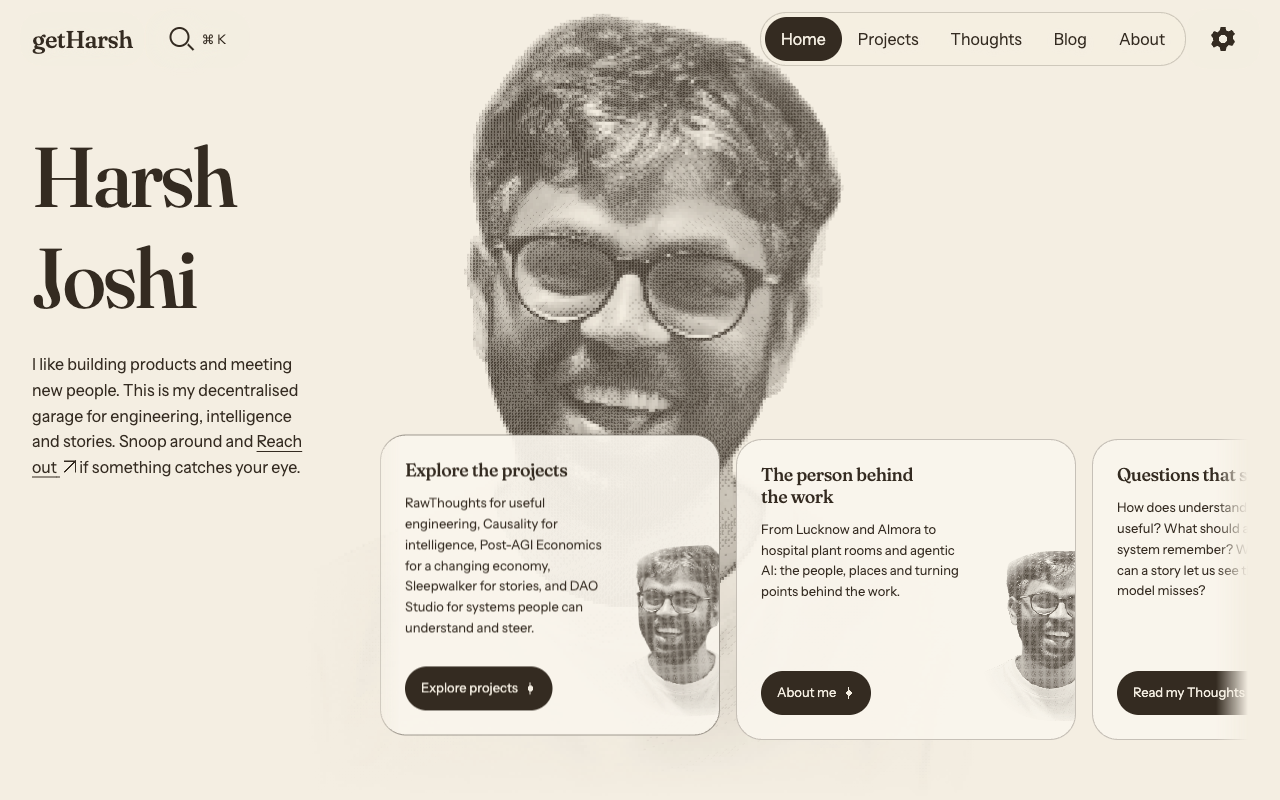 getHarsh
⌘ K
Home
Projects
Thoughts
Blog
About
Harsh
Joshi
I like building products and meeting
new people. This is my decentralised
garage for engineering, intelligence
and stories. Snoop around and Reach
out if something catches your eye.
Explore the projects
RawThoughts for useful
engineering, Causality for
intelligence, Post-AGI Economics
for a changing economy,
Sleepwalker for stories, and DAO
Studio for systems people can
understand and steer.
Explore projects
The person behind
the work
From Lucknow and Almora to
hospital plant rooms and agentic
AI: the people, places and turning
points behind the work.
About me
Questions that
How does understand
useful? What should
system remember?
can a story let us see
model misses?
Read my Thoughts